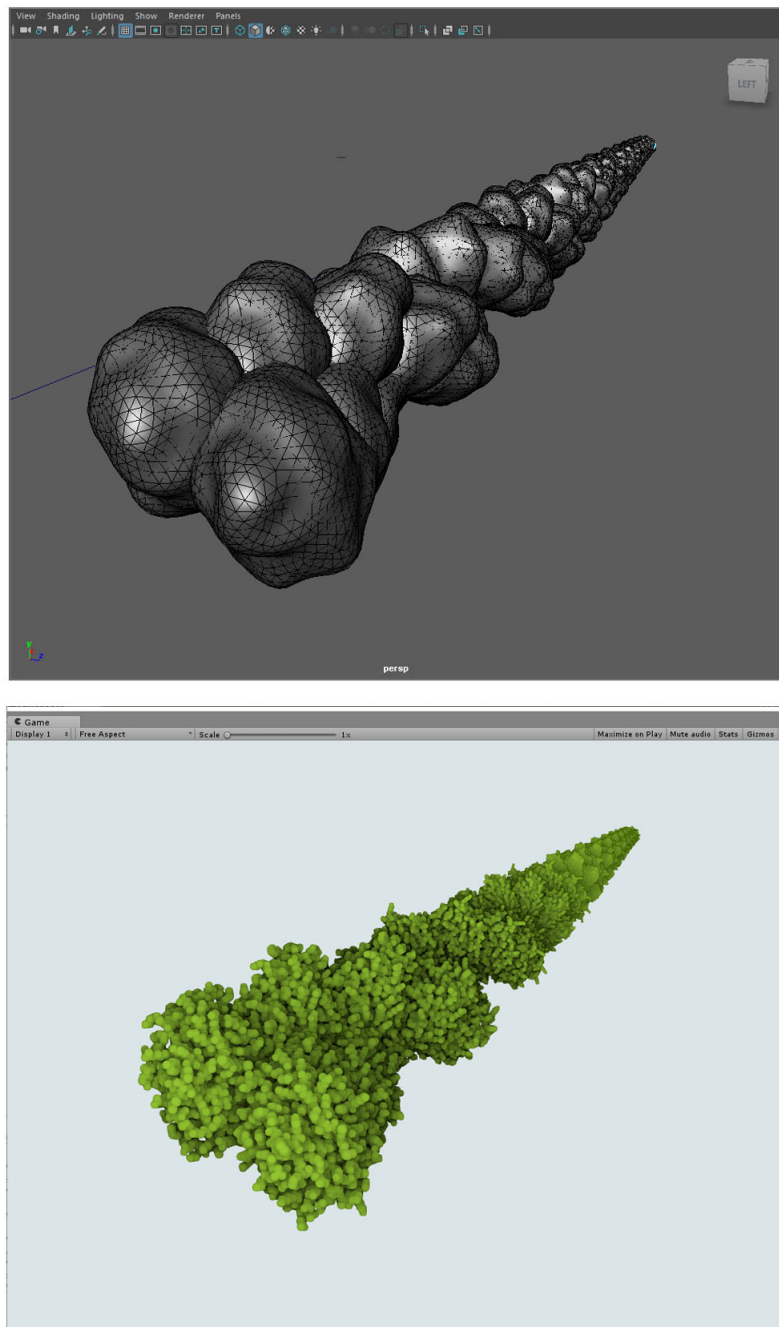 View Shading Lighting Show Renderer Panels
LEFT
y
z
persp
Game
Display 1 Free Aspect Scale 1x Maximize on Play Mute audio Stats Gizmos